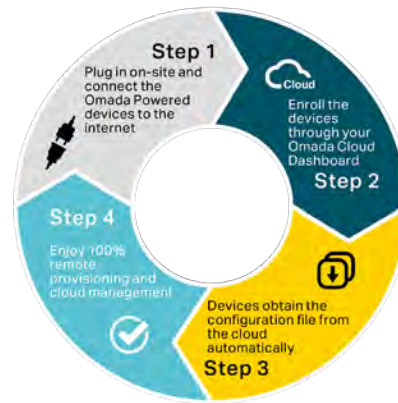 Step 1
Plug in on-site and
connect the
Omada Powered
devices to the
internet
Cloud
Enroll the
devices
through your
Omada Cloud
Dashboard
Step 2
Devices obtain the
configuration file from
the cloud
automatically
Step 3
Step 4
Enjoy 100%
remote
provisioning and
cloud management